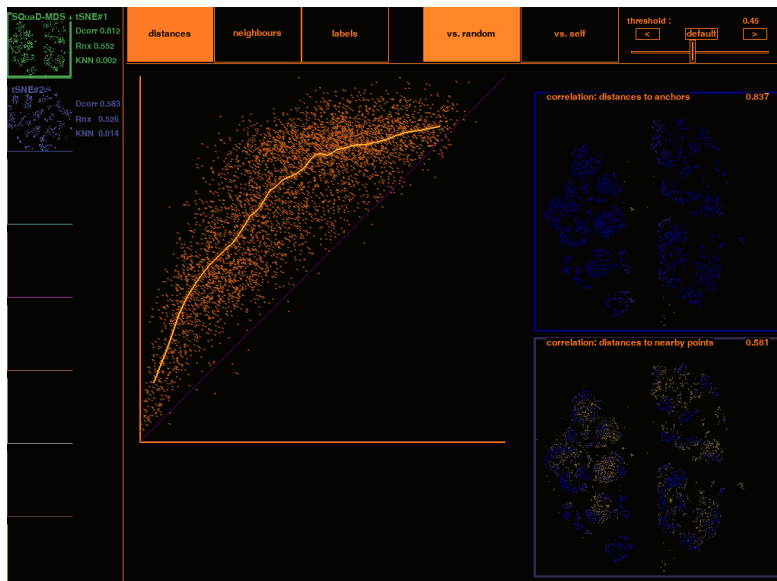 SQuaD-MDS + tSNE#1
Dcorr 0.812
Rnx 0.552
KNN 0.002
tSNE#2
Dcorr 0.583
Rnx 0.526
KNN 0.014
distances
neighbours
labels
vs. random
vs. self
threshold : 0.45
< default >
correlation: distances to anchors 0.837
correlation: distances to nearby points 0.581